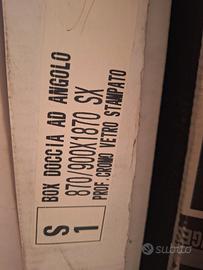 BOX DOCCIA AD ANGOLO
870/900X1870 SX
PROF.CROMO VETRO STAMPATO
S
1
subito